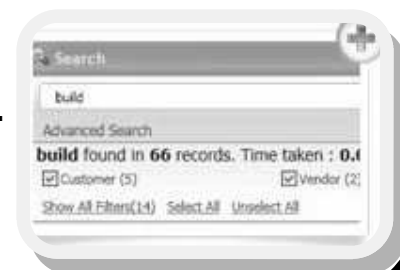 Search
build
Advanced Search
build found in 66 records. Time taken : 0.
Customer (5) Vendor (2)
Show All Filters(14) Select All Unselect All